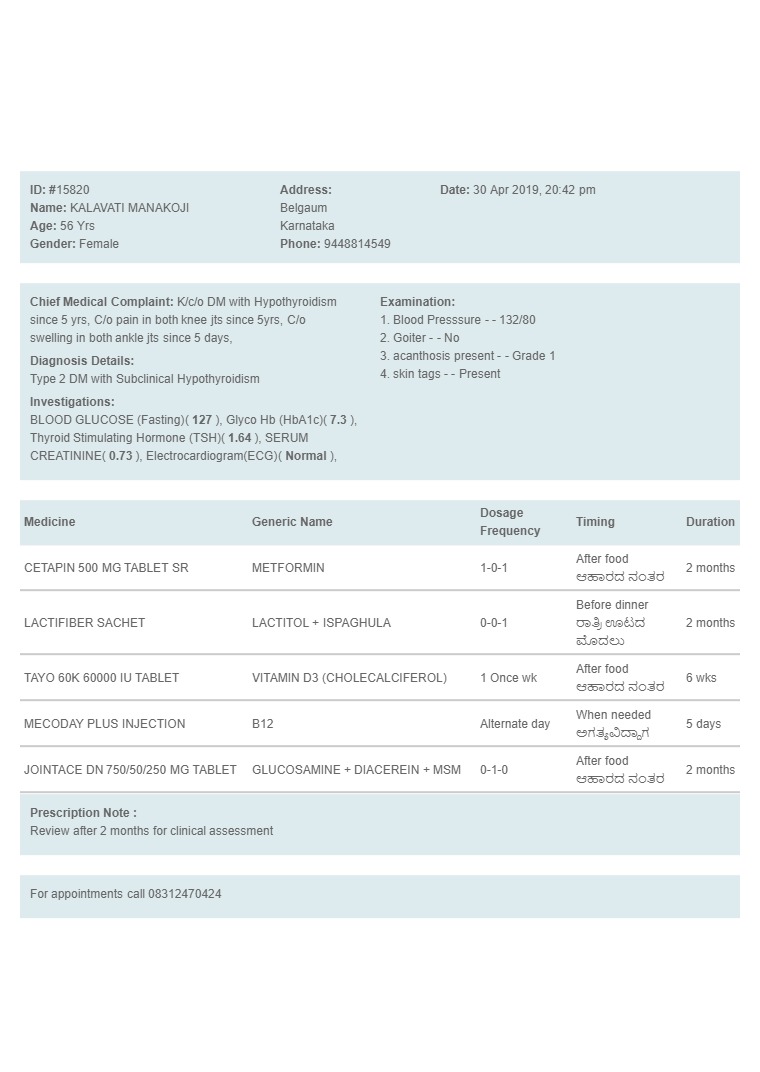 ID: #15820
Name: KALAVATI MANAKOJI
Age: 56 Yrs
Gender: Female
Address:
Belgaum
Karnataka
Phone: 9448814549
Date: 30 Apr 2019, 20:42 pm
Chief Medical Complaint: K/c/o DM with Hypothyroidism
since 5 yrs, C/o pain in both knee jts since 5yrs, C/o
swelling in both ankle jts since 5 days,
Diagnosis Details:
Type 2 DM with Subclinical Hypothyroidism
Investigations:
BLOOD GLUCOSE (Fasting)( 127 ), Glyco Hb (HbA1c)( 7.3 ),
Thyroid Stimulating Hormone (TSH)( 1.64 ), SERUM
CREATININE( 0.73 ), Electrocardiogram(ECG)( Normal ),
Examination:
1. Blood Presssure - - 132/80
2. Goiter - - No
3. acanthosis present - - Grade 1
4. skin tags - - Present
Medicine Generic Name Dosage Frequency Timing Duration
CETAPIN 500 MG TABLET SR METFORMIN 1-0-1 After food 2 months
ಆಹಾರದ ನಂತರ
LACTIFIBER SACHET LACTITOL + ISPAGHULA 0-0-1 Before dinner 2 months
ರಾತ್ರಿ ಊಟದ
ಮೊದಲು
TAYO 60K 60000 IU TABLET VITAMIN D3 (CHOLECALCIFEROL) 1 Once wk After food 6 wks
ಆಹಾರದ ನಂತರ
MECODAY PLUS INJECTION B12 Alternate day When needed 5 days
ಅಗತ್ಯವಿದ್ದಾಗ
JOINTACE DN 750/50/250 MG TABLET GLUCOSAMINE + DIACEREIN + MSM 0-1-0 After food 2 months
ಆಹಾರದ ನಂತರ
Prescription Note :
Review after 2 months for clinical assessment
For appointments call 08312470424